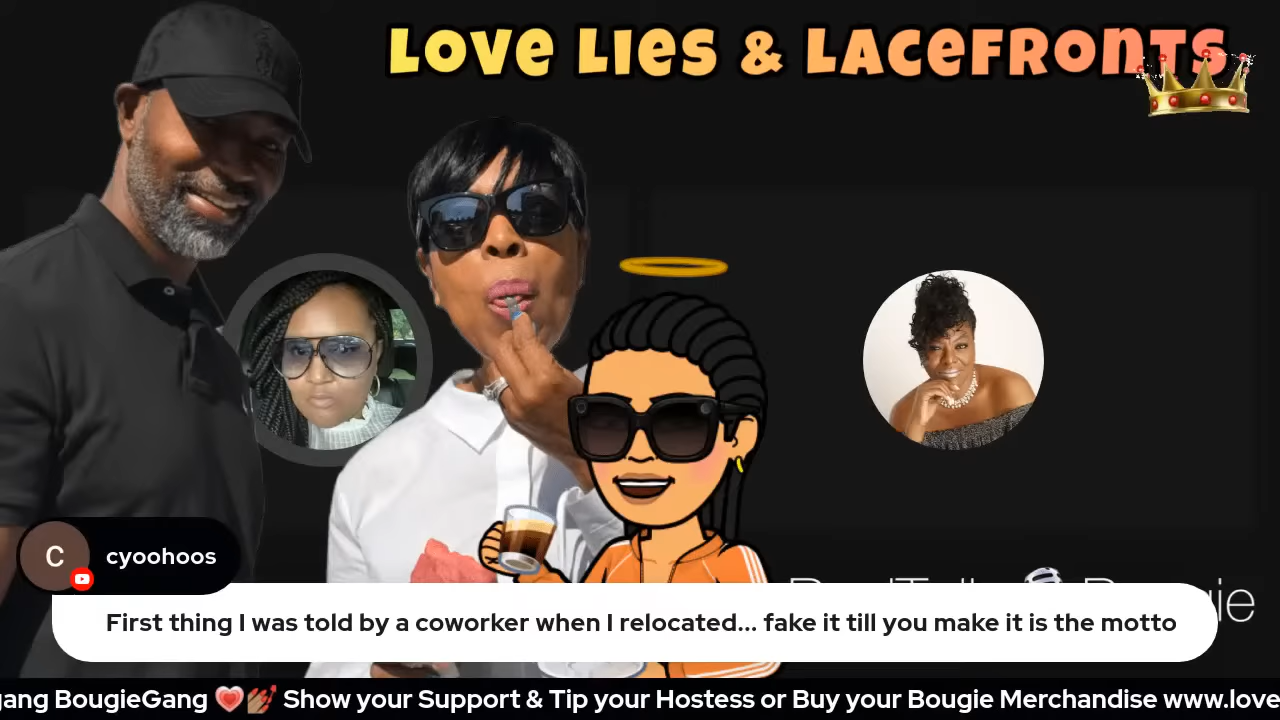 LOVE LIES & LACEFRONTS
C
cyoohoos
First thing I was told by a coworker when I relocated... fake it till you make it is the motto
gang BougieGang 💗💅🏾 Show your Support & Tip your Hostess or Buy your Bougie Merchandise www.love